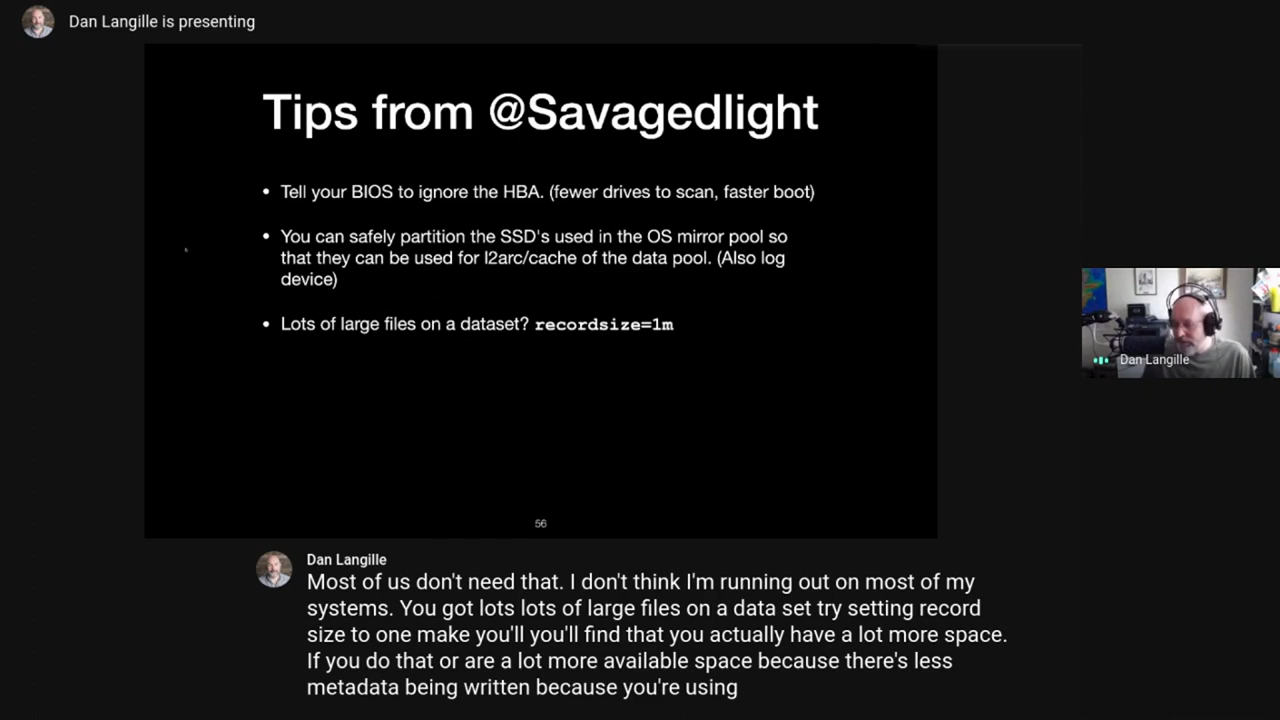 Dan Langille is presenting
Tips from @Savagedlight
• Tell your BIOS to ignore the HBA. (fewer drives to scan, faster boot)
• You can safely partition the SSD's used in the OS mirror pool so
that they can be used for l2arc/cache of the data pool. (Also log
device)
• Lots of large files on a dataset? recordsize=1m
Dan Langille
56
Dan Langille
Most of us don't need that. I don't think I'm running out on most of my
systems. You got lots lots of large files on a data set try setting record
size to one make you'll you'll find that you actually have a lot more space.
If you do that or are a lot more available space because there's less
metadata being written because you're using